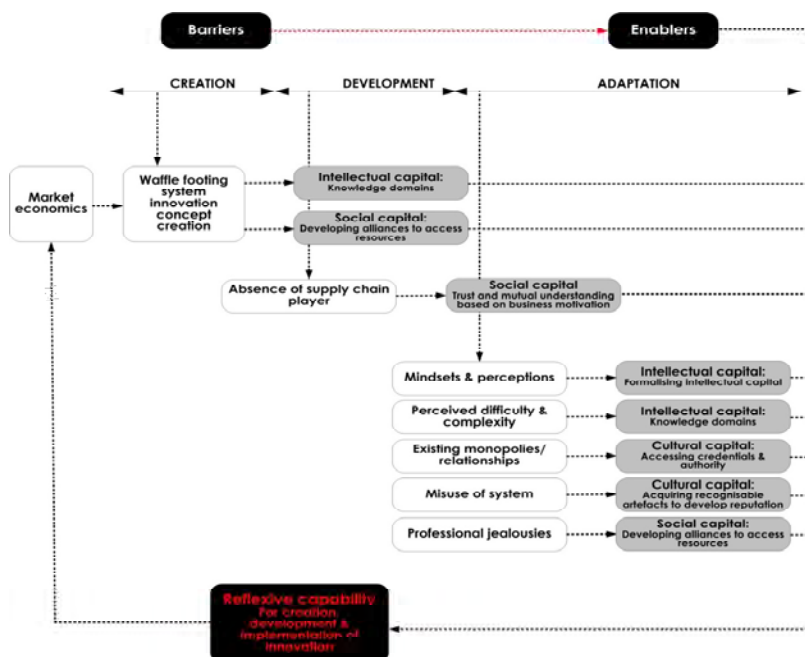 Barriers
Enablers
CREATION
DEVELOPMENT
ADAPTATION
Market
economics
Waffle footing
system
innovation
concept
creation
Intellectual capital:
Knowledge domains
Social capital:
Developing alliances to access
resources
Absence of supply chain
player
Social capital
Trust and mutual understanding
based on business motivation
Mindsets & perceptions
Intellectual capital:
Formalising intellectual capital
Perceived difficulty &
complexity
Intellectual capital:
Knowledge domains
Existing monopolies/
relationships
Cultural capital:
Accessing credentials &
authority
Misuse of system
Cultural capital:
Acquiring recognisable
artefacts to develop reputation
Professional jealousies
Social capital:
Developing alliances to access
resources
Reflexive capability
For creation,
development &
implementation of
innovation